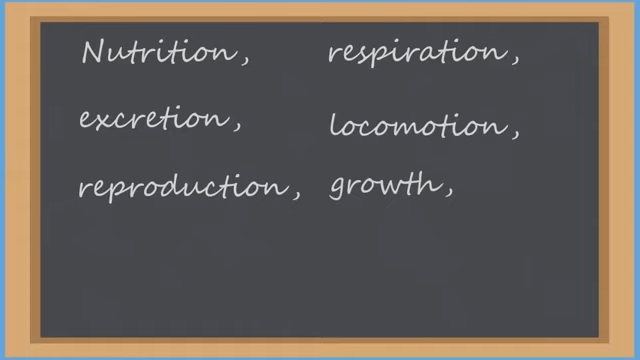 Nutrition, respiration,
excretion, locomotion,
reproduction, growth,